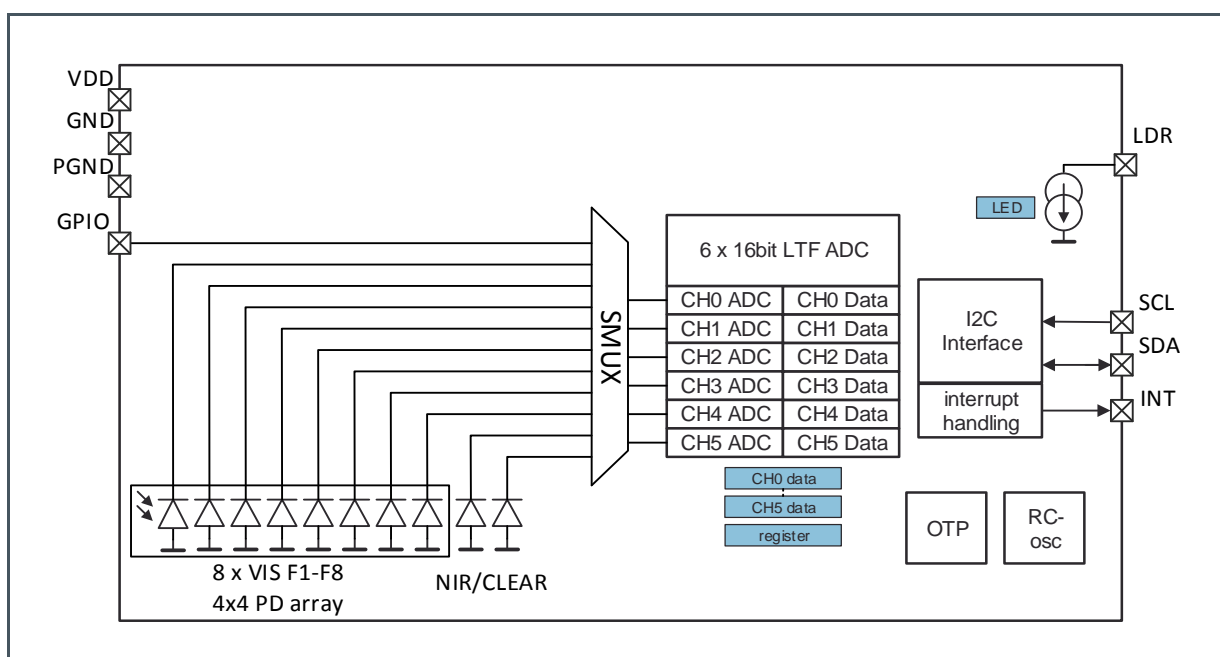 VDD
GND
PGND
GPIO
LDR
LED
6 x 16bit LTF ADC
SMUX
CH0 ADC CH0 Data
CH1 ADC CH1 Data
CH2 ADC CH2 Data
CH3 ADC CH3 Data
CH4 ADC CH4 Data
CH5 ADC CH5 Data
I2C
Interface
interrupt
handling
SCL
SDA
INT
CH0 data
CH5 data
register
OTP
RC-
osc
8 x VIS F1-F8
4x4 PD array
NIR/CLEAR